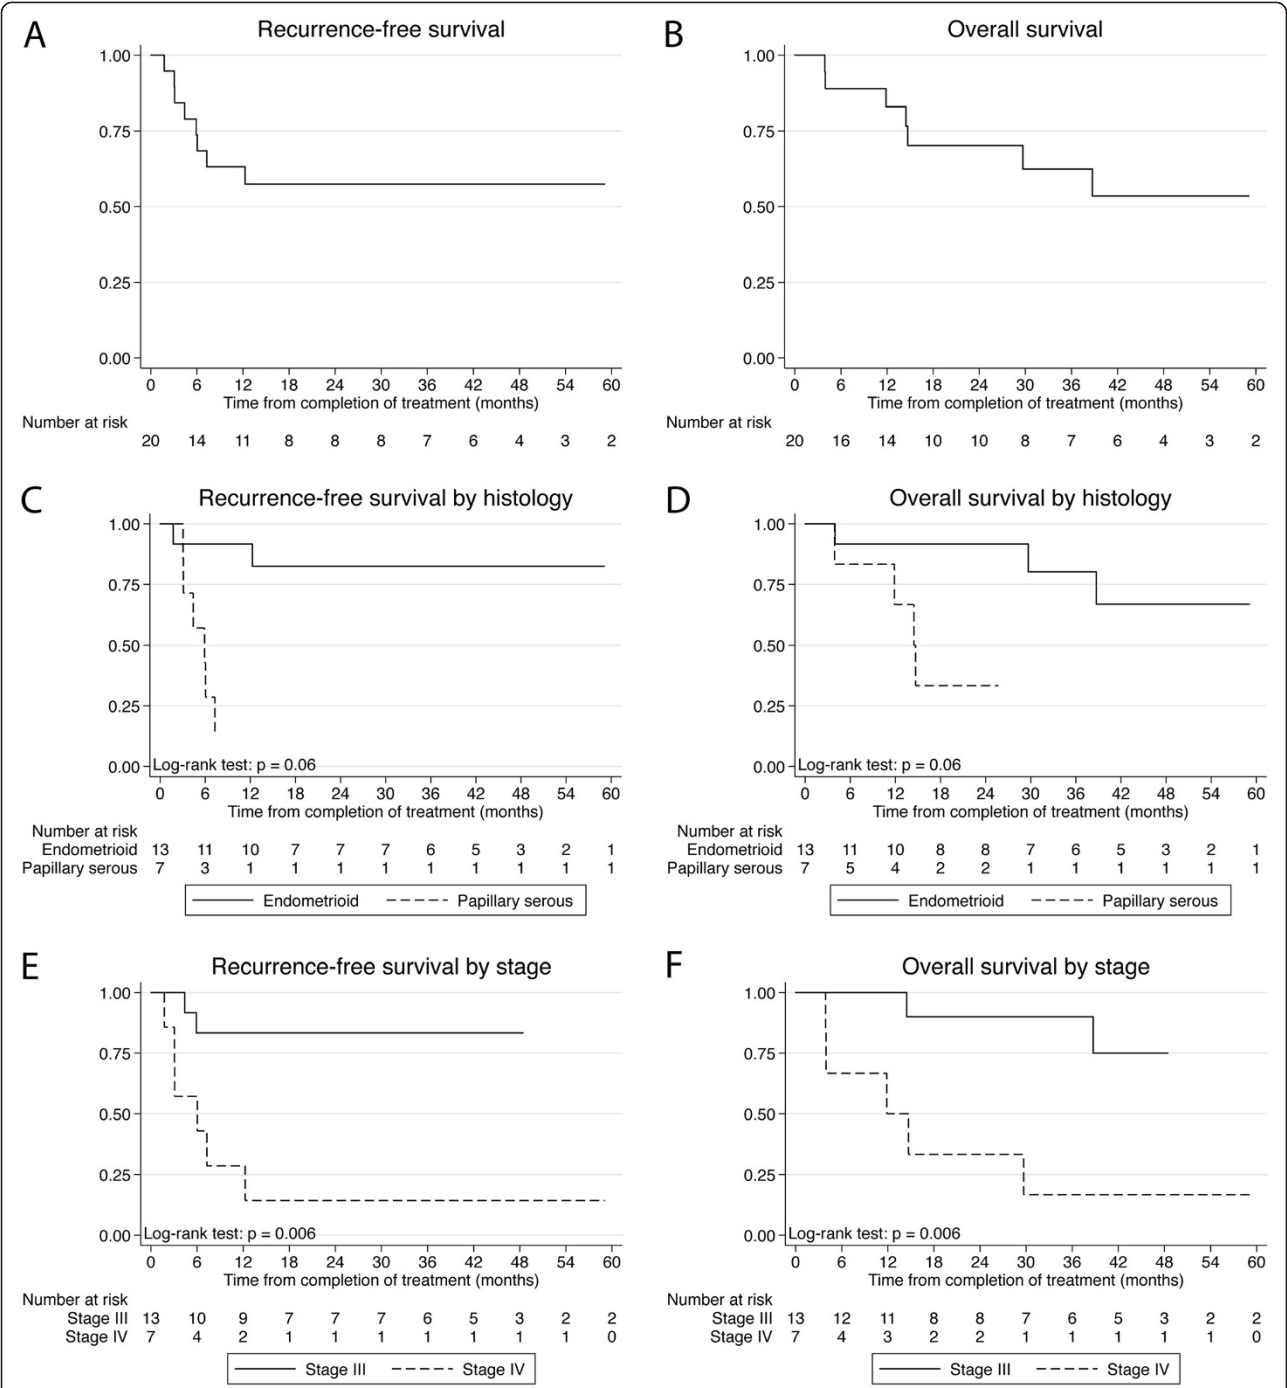 A
Recurrence-free survival
1.00
0.75
0.50
0.25
0.00
0 6 12 18 24 30 36 42 48 54 60
Time from completion of treatment (months)
Number at risk
20 14 11 8 8 8 7 6 4 3 2
B
Overall survival
1.00
0.75
0.50
0.25
0.00
0 6 12 18 24 30 36 42 48 54 60
Time from completion of treatment (months)
Number at risk
20 16 14 10 10 8 7 6 4 3 2
C
Recurrence-free survival by histology
1.00
0.75
0.50
0.25
0.00
Log-rank test: p = 0.06
0 6 12 18 24 30 36 42 48 54 60
Time from completion of treatment (months)
Number at risk
Endometrioid 13 11 10 7 7 7 6 5 3 2 1
Papillary serous 7 3 1 1 1 1 1 1 1 1 1
Endometrioid Papillary serous
D
Overall survival by histology
1.00
0.75
0.50
0.25
0.00
Log-rank test: p = 0.06
0 6 12 18 24 30 36 42 48 54 60
Time from completion of treatment (months)
Number at risk
Endometrioid 13 11 10 8 8 7 6 5 3 2 1
Papillary serous 7 5 4 2 2 1 1 1 1 1 1
Endometrioid Papillary serous
E
Recurrence-free survival by stage
1.00
0.75
0.50
0.25
0.00
Log-rank test: p = 0.006
0 6 12 18 24 30 36 42 48 54 60
Time from completion of treatment (months)
Number at risk
Stage III 13 10 9 7 7 7 6 5 3 2 2
Stage IV 7 4 2 1 1 1 1 1 1 1 0
Stage III Stage IV
F
Overall survival by stage
1.00
0.75
0.50
0.25
0.00
Log-rank test: p = 0.006
0 6 12 18 24 30 36 42 48 54 60
Time from completion of treatment (months)
Number at risk
Stage III 13 12 11 8 8 7 6 5 3 2 2
Stage IV 7 4 3 2 2 1 1 1 1 1 0
Stage III Stage IV